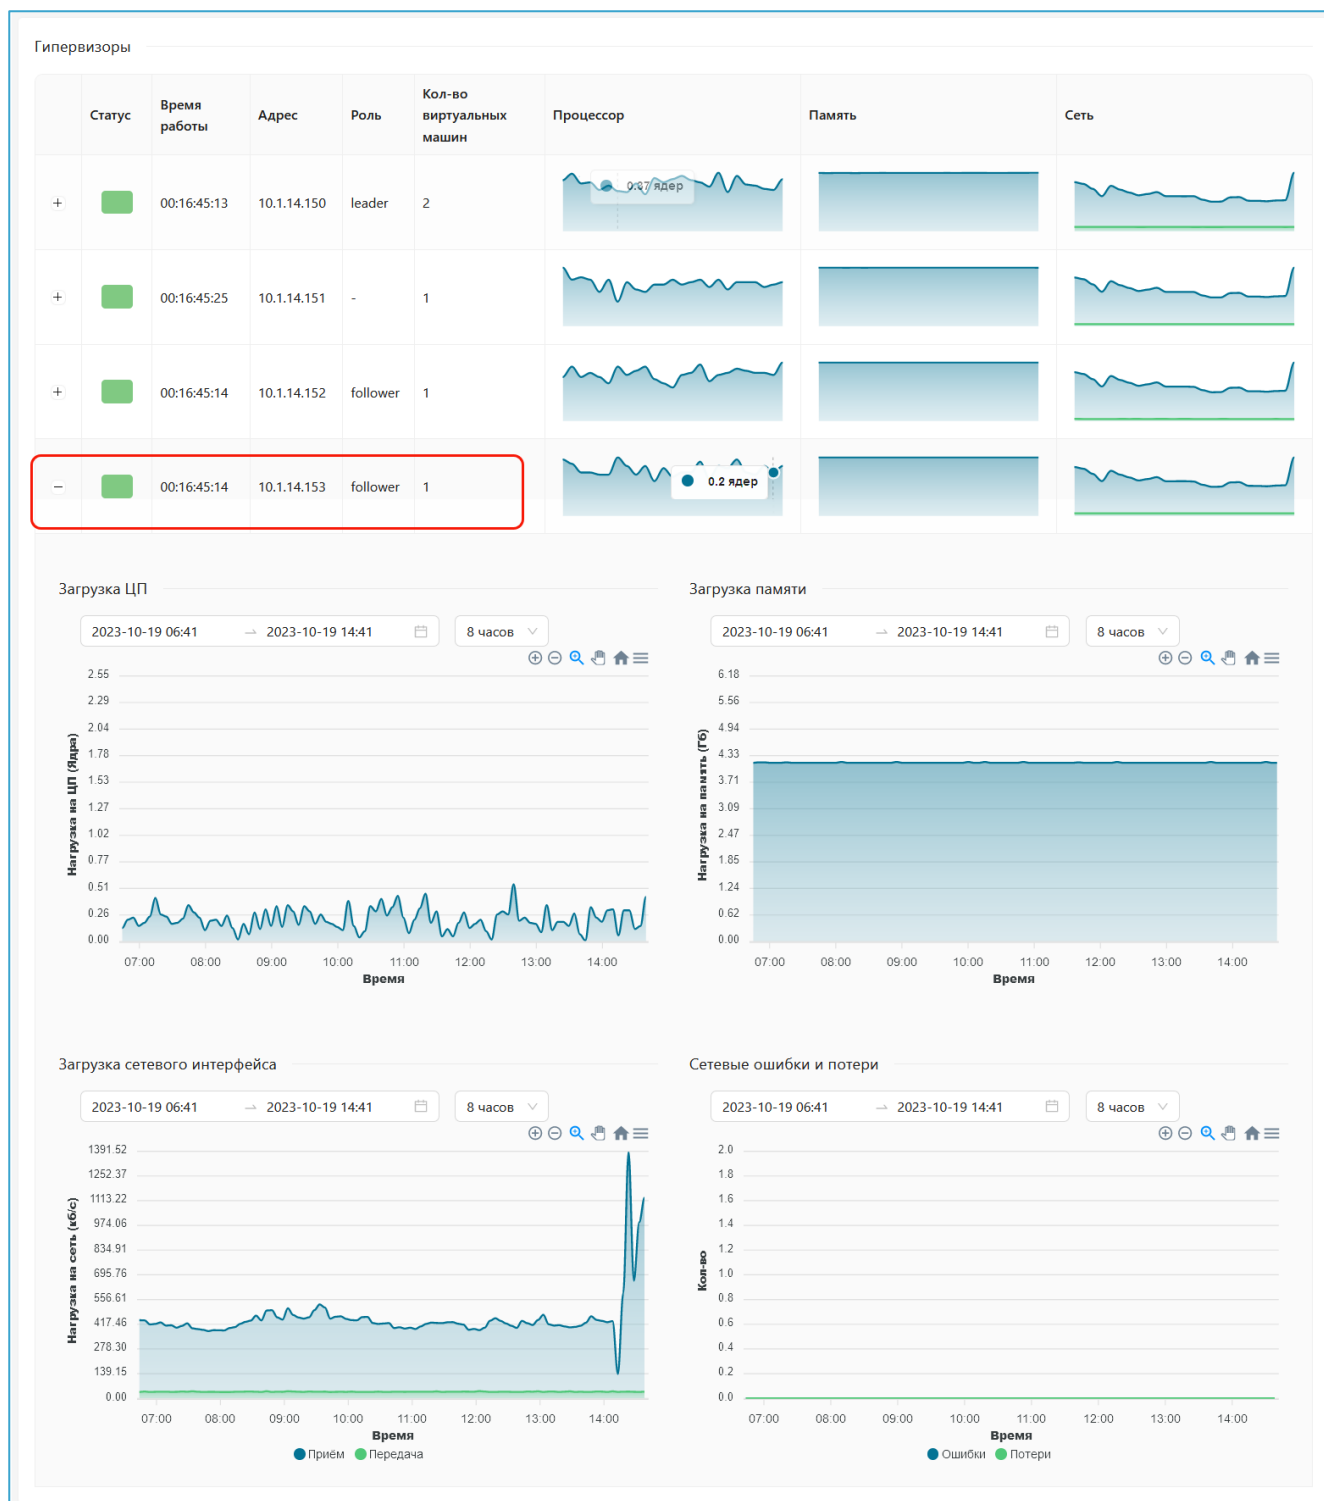 Гипервизоры
Статус
Время
работы
Адрес
Роль
Кол-во
виртуальных
машин
Процессор
Память
Сеть
+ 00:16:45:13 10.1.14.150 leader 2 0.37 ядер
+ 00:16:45:25 10.1.14.151 - 1
+ 00:16:45:14 10.1.14.152 follower 1
− 00:16:45:14 10.1.14.153 follower 1 0.2 ядер
Загрузка ЦП
2023-10-19 06:41 → 2023-10-19 14:41 8 часов
2.55
2.29
2.04
1.78
1.53
1.27
1.02
0.77
0.51
0.26
0.00
Нагрузка на ЦП (Ядра)
07:00 08:00 09:00 10:00 11:00 12:00 13:00 14:00
Время
Загрузка памяти
2023-10-19 06:41 → 2023-10-19 14:41 8 часов
6.18
5.56
4.94
4.33
3.71
3.09
2.47
1.85
1.24
0.62
0.00
Нагрузка на память (Гб)
07:00 08:00 09:00 10:00 11:00 12:00 13:00 14:00
Время
Загрузка сетевого интерфейса
2023-10-19 06:41 → 2023-10-19 14:41 8 часов
1391.52
1252.37
1113.22
974.06
834.91
695.76
556.61
417.46
278.30
139.15
0.00
Нагрузка на сеть (кб/с)
07:00 08:00 09:00 10:00 11:00 12:00 13:00 14:00
Время
Приём Передача
Сетевые ошибки и потери
2023-10-19 06:41 → 2023-10-19 14:41 8 часов
2.0
1.8
1.6
1.4
1.2
1.0
0.8
0.6
0.4
0.2
0.0
Кол-во
07:00 08:00 09:00 10:00 11:00 12:00 13:00 14:00
Время
Ошибки Потери